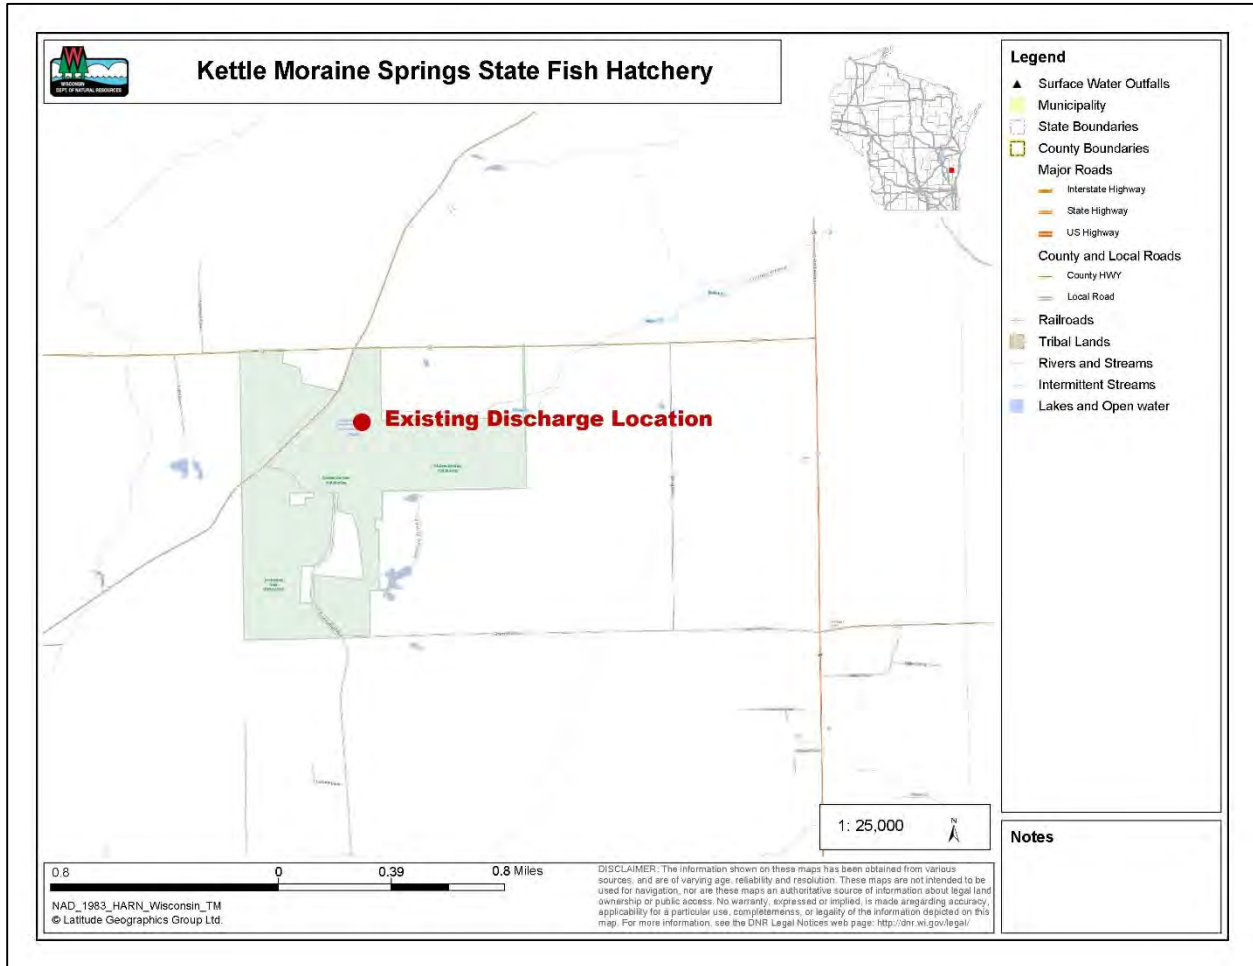 WISCONSIN
DEPT. OF NATURAL RESOURCES
Kettle Moraine Springs State Fish Hatchery
Legend
Surface Water Outfalls
Municipality
State Boundaries
County Boundaries
Major Roads
Interstate Highway
State Highway
US Highway
County and Local Roads
County HWY
Local Road
Railroads
Tribal Lands
Rivers and Streams
Intermittent Streams
Lakes and Open water
Existing Discharge Location
1: 25,000
N
Notes
0.8
0
0.39
0.8 Miles
NAD_1983_HARN_Wisconsin_TM
© Latitude Geographics Group Ltd.
DISCLAIMER: The information shown on these maps has been obtained from various
sources, and are of varying age, reliability and resolution. These maps are not intended to be
used for navigation, nor are these maps an authoritative source of information about legal land
ownership or public access. No warranty, expressed or implied, is made aregarding accuracy,
applicability for a particular use, completemenss, or legality of the information depicted on this
map. For more information, see the DNR Legal Notices web page: http://dnr.wi.gov/legal/